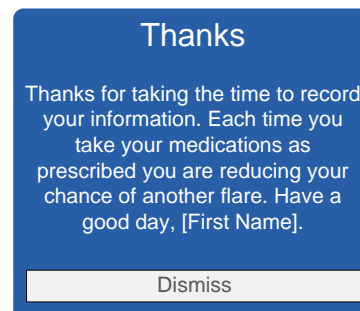 Thanks
Thanks for taking the time to record
your information. Each time you
take your medications as
prescribed you are reducing your
chance of another flare. Have a
good day, [First Name].
Dismiss